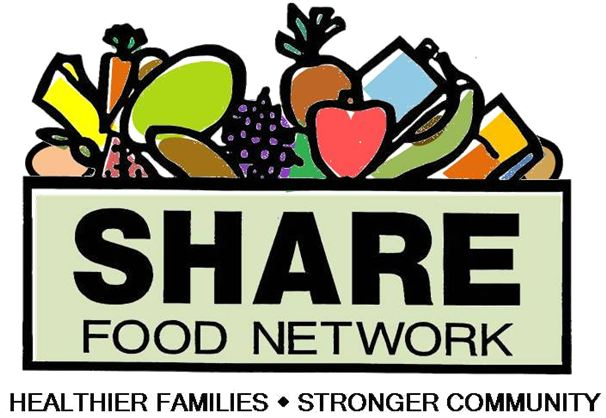 SHARE
FOOD NETWORK
HEALTHIER FAMILIES ♦ STRONGER COMMUNITY